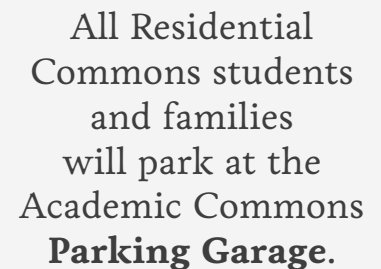 All Residential
Commons students
and families
will park at the
Academic Commons
Parking Garage.